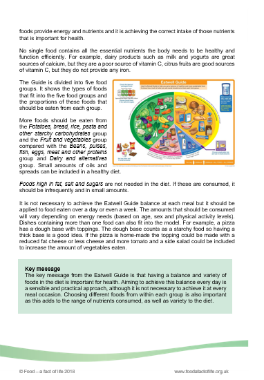 foods provide energy and nutrients and it is achieving the correct intake of those nutrients
that is important for health.
No single food contains all the essential nutrients the body needs to be healthy and
function efficiently. For example, dairy products such as milk and yogurts are great
sources of calcium, but they are a poor source of vitamin C, citrus fruits are good sources
of vitamin C, but they do not provide any iron.
The Guide is divided into five food
groups. It shows the types of foods
that fit into the five food groups and
the proportions of these foods that
should be eaten from each group.
More foods should be eaten from
the Potatoes, bread, rice, pasta and
other starchy carbohydrates group
and the Fruit and vegetables group
compared with the Beans, pulses,
fish, eggs, meat and other proteins
group and Dairy and alternatives
group. Small amounts of oils and
spreads can be included in a healthy diet.
Eatwell Guide
Foods high in fat, salt and sugars are not needed in the diet. If these are consumed, it
should be infrequently and in small amounts.
It is not necessary to achieve the Eatwell Guide balance at each meal but it should be
applied to food eaten over a day or even a week. The amounts that should be consumed
will vary depending on energy needs (based on age, sex and physical activity levels).
Dishes containing more than one food can also fit into the model. For example, a pizza
has a dough base with toppings. The dough base counts as a starchy food so having a
thick base is a good idea. If the pizza is home-made the topping could be made with a
reduced fat cheese or less cheese and more tomato and a side salad could be included
to increase the amount of vegetables eaten.
Key message
The key message from the Eatwell Guide is that having a balance and variety of
foods in the diet is important for health. Aiming to achieve this balance every day is
a sensible and practical approach, although it is not necessary to achieve it at every
meal occasion. Choosing different foods from within each group is also important
as this adds to the range of nutrients consumed, as well as variety to the diet.
© Food – a fact of life 2016
www.foodafactoflife.org.uk